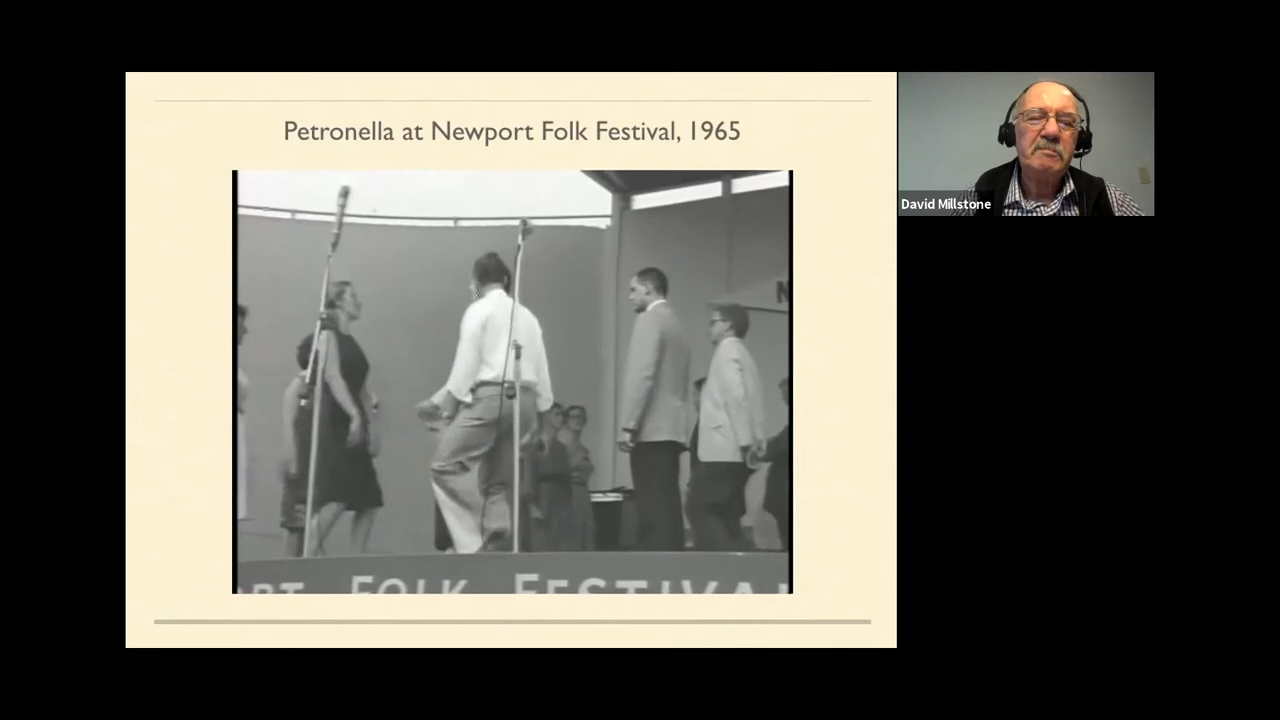 Petronella at Newport Folk Festival, 1965
David Millstone
FOLK FESTIVAL